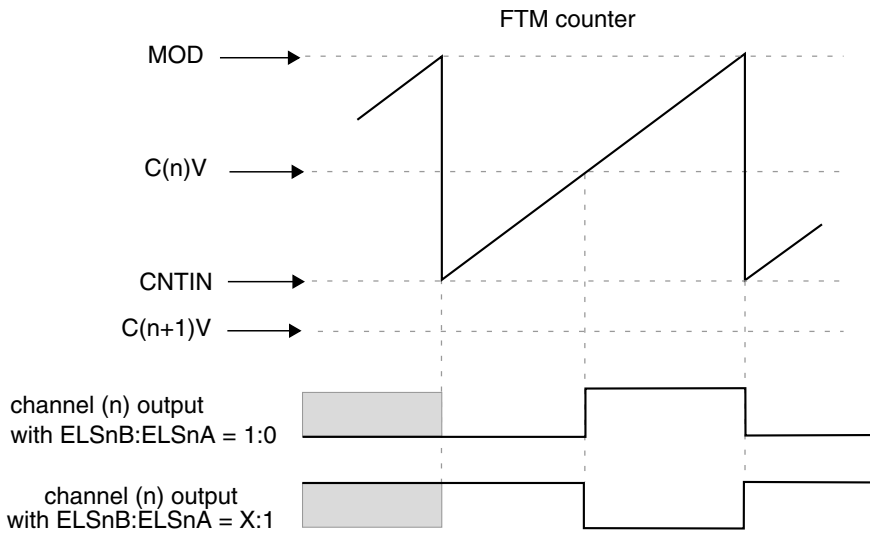 FTM counter
MOD
C(n)V
CNTIN
C(n+1)V
channel (n) output
with ELSnB:ELSnA = 1:0
channel (n) output
with ELSnB:ELSnA = X:1